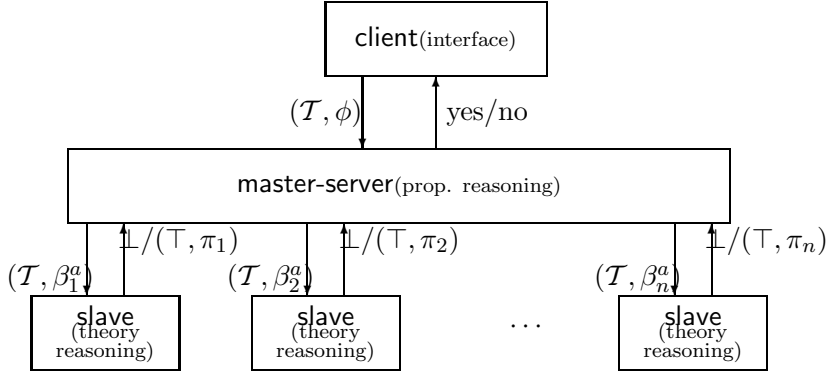 client(interface)
(𝒯, ϕ)
yes/no
master-server(prop. reasoning)
⊥/(⊤, π₁)
⊥/(⊤, π₂)
⊥/(⊤, πₙ)
(𝒯, β₁ᵃ)
(𝒯, β₂ᵃ)
(𝒯, βₙᵃ)
slave
(theory
reasoning)
slave
(theory
reasoning)
...
slave
(theory
reasoning)